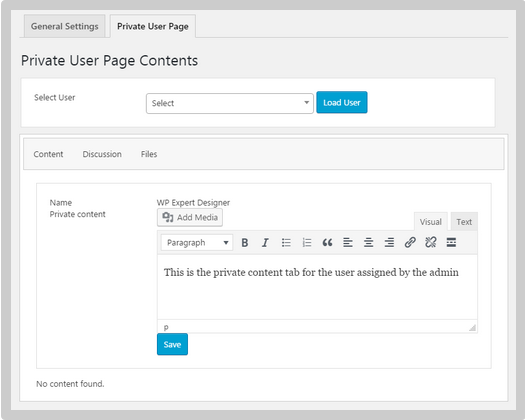 General Settings Private User Page
Private User Page Contents
Select User Select Load User
Content Discussion Files
Name WP Expert Designer
Private content
Add Media
Visual Text
Paragraph B I
This is the private content tab for the user assigned by the admin
P
Save
No content found.